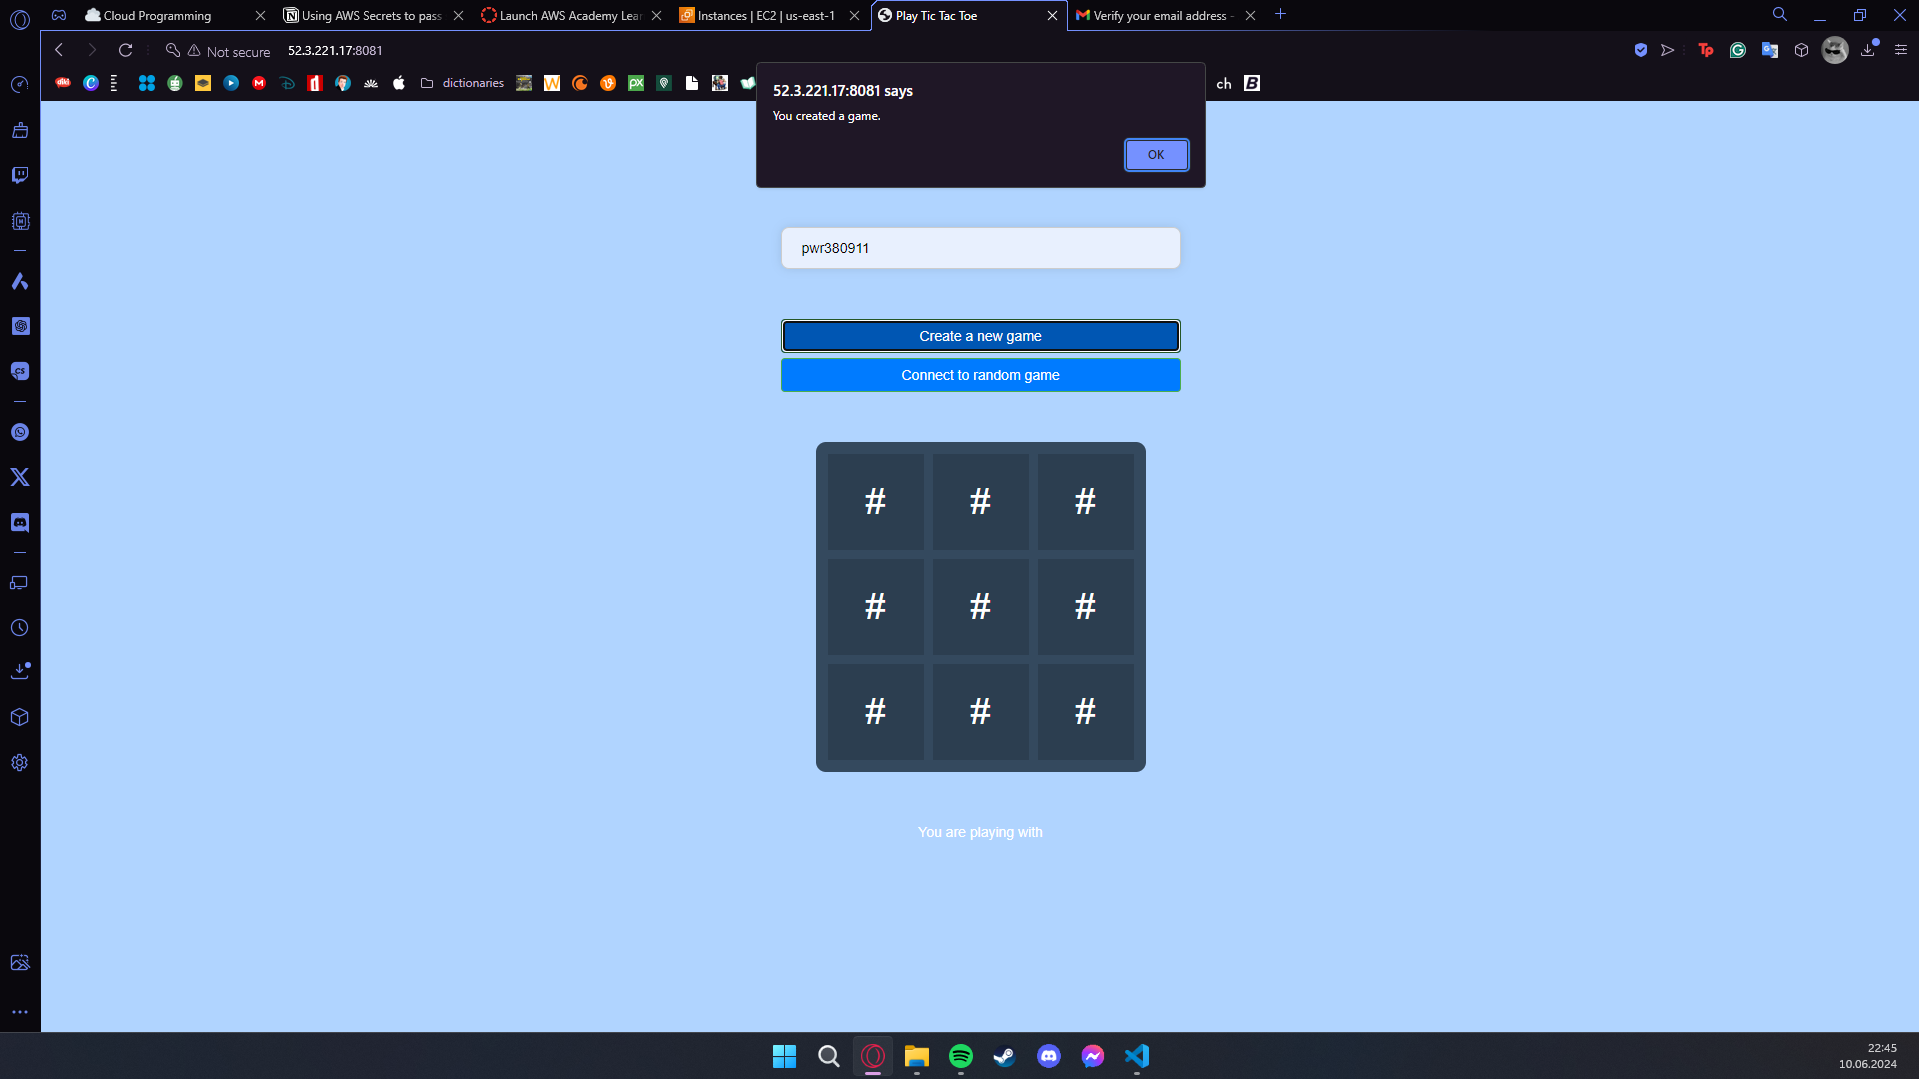 Cloud Programming
Using AWS Secrets to pass
Launch AWS Academy Lea
Instances | EC2 | us-east-1
Play Tic Tac Toe
Verify your email address -
Not secure
52.3.221.17:8081
dictionaries
ch
52.3.221.17:8081 says
You created a game.
OK
pwr380911
Create a new game
Connect to random game
# # #
# # #
# # #
You are playing with
22:45
10.06.2024